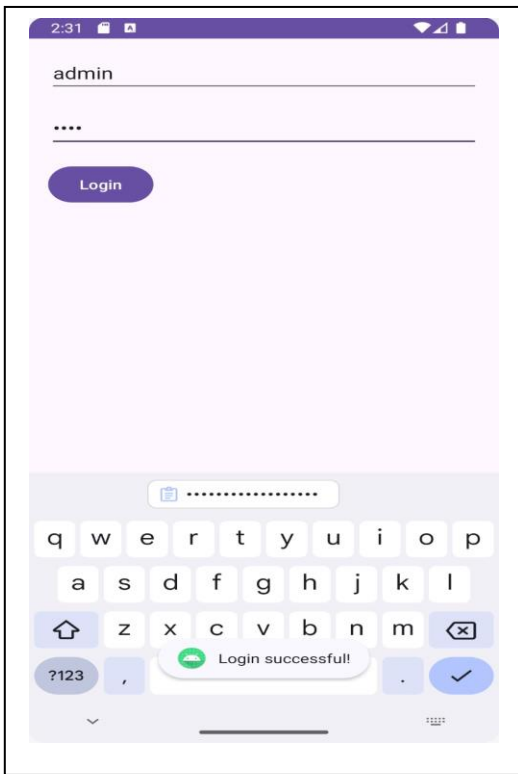 2:31
admin
••••
Login
••••••••••••••••••
q w e r t y u i o p
a s d f g h j k l
z x c v b n m
Login successful!
?123 , .